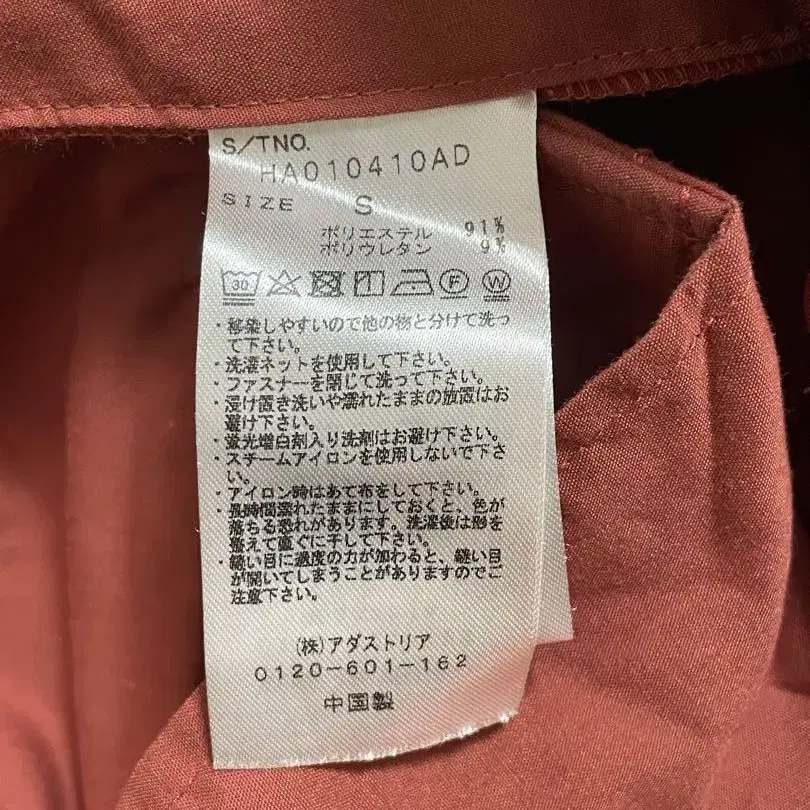 S/TNO.
HA010410AD
SIZE S
ポリエステル 91%
ポリウレタン 9%
30 F W
・移染しやすいので他の物と分けて洗っ
て下さい。
・洗濯ネットを使用して下さい。
・ファスナーを閉じて洗って下さい。
・浸け置き洗いや濡れたままの放置はお
避け下さい。
・蛍光増白剤入り洗剤はお避け下さい。
・スチームアイロンを使用しないで下さ
い。
・アイロン時はあて布をして下さい。
・長時間濡れたままにしておくと、色が
落ちる恐れがあります。洗濯後は形を
整えて直ぐに干して下さい。
・縫い目に過度の力が加わると、縫い目
が開いてしまうことがありますのでご
注意下さい。
(株)アダストリア
0120-601-162
中国製